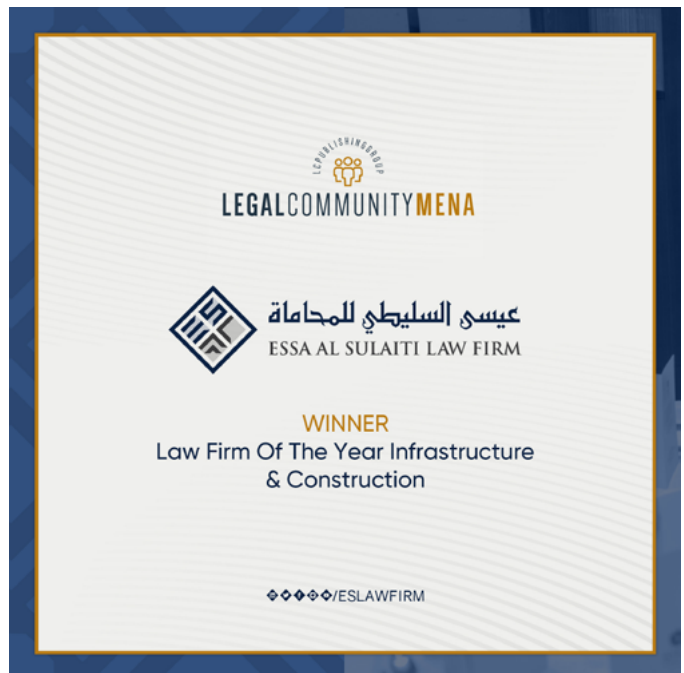 LCPUBLISHINGGROUP
LEGALCOMMUNITYMENA
عيسى السليطي للمحاماة
ESSA AL SULAITI LAW FIRM
WINNER
Law Firm Of The Year Infrastructure
& Construction
/ESLAWFIRM